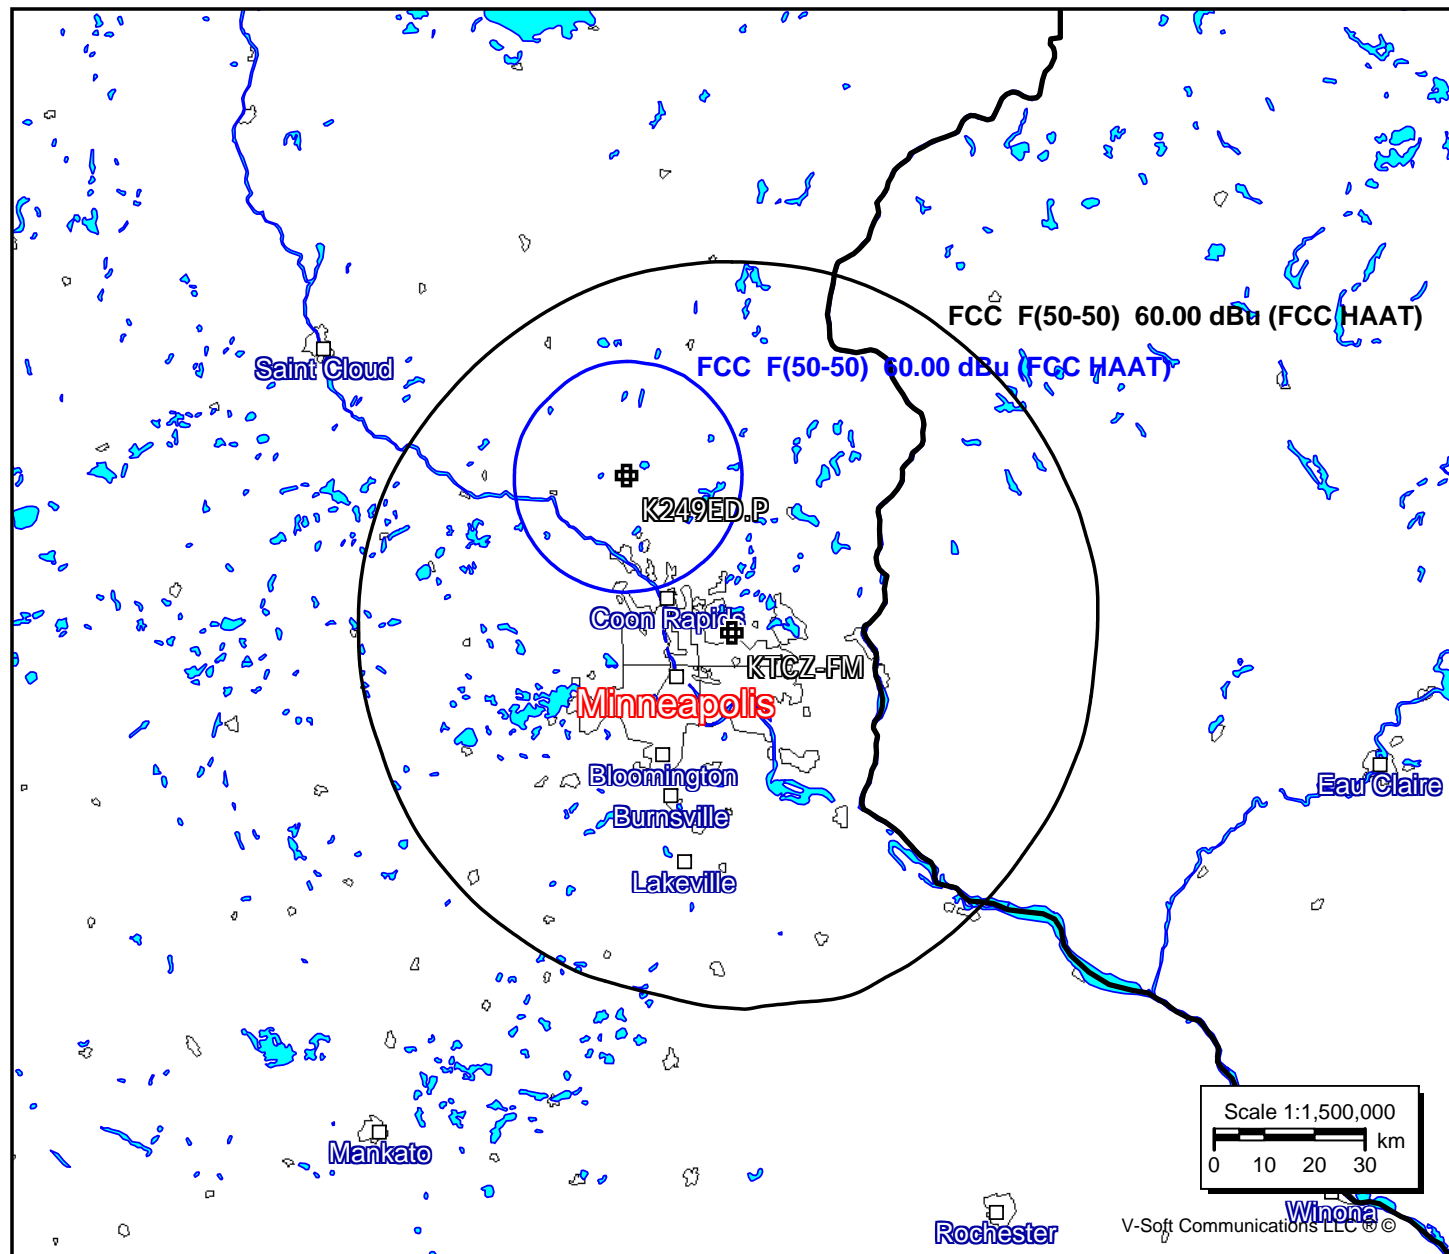 FCC F(50-50) 60.00 dBu (FCC HAAT)
FCC F(50-50) 60.00 dBu (FCC HAAT)
Saint Cloud
K249ED.P
Coon Rapids
KTCZ-FM
Minneapolis
Bloomington
Eau Claire
Burnsville
Lakeville
Scale 1:1,500,000
km
0 10 20 30
Mankato
Winona
Rochester
V-Soft Communications LLC ® ©